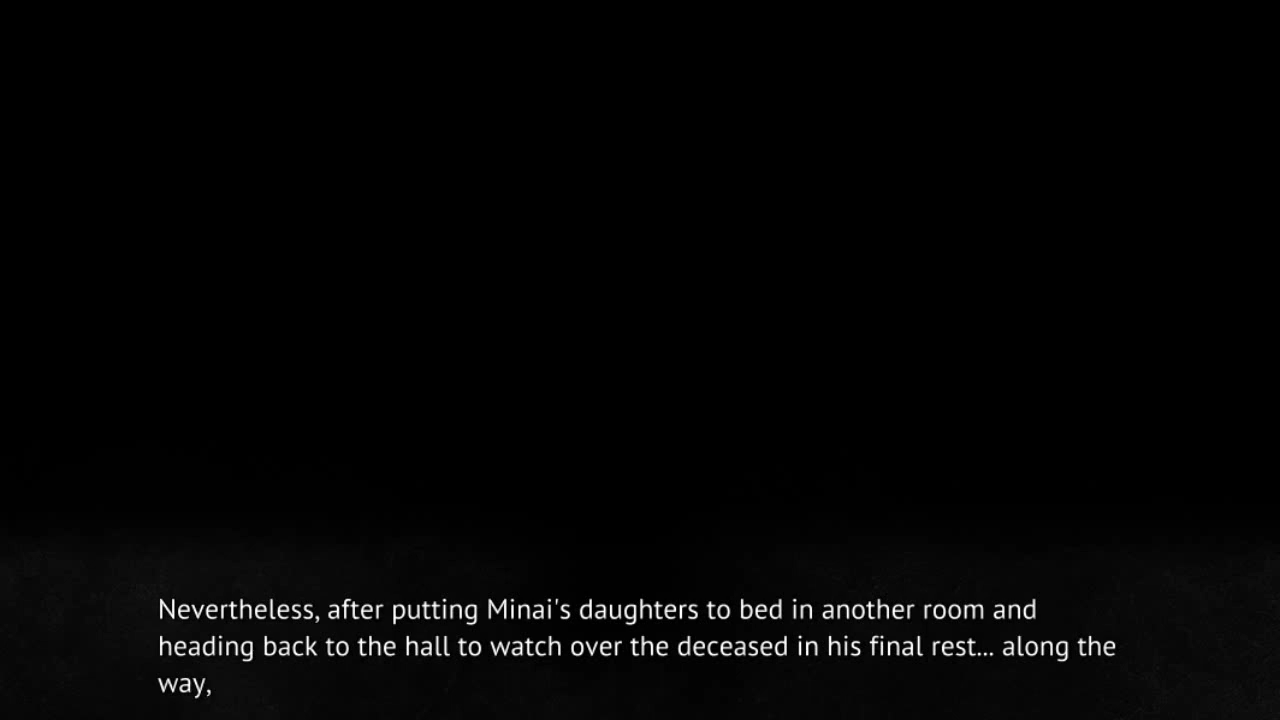 Nevertheless, after putting Minai's daughters to bed in another room and
heading back to the hall to watch over the deceased in his final rest... along the
way,